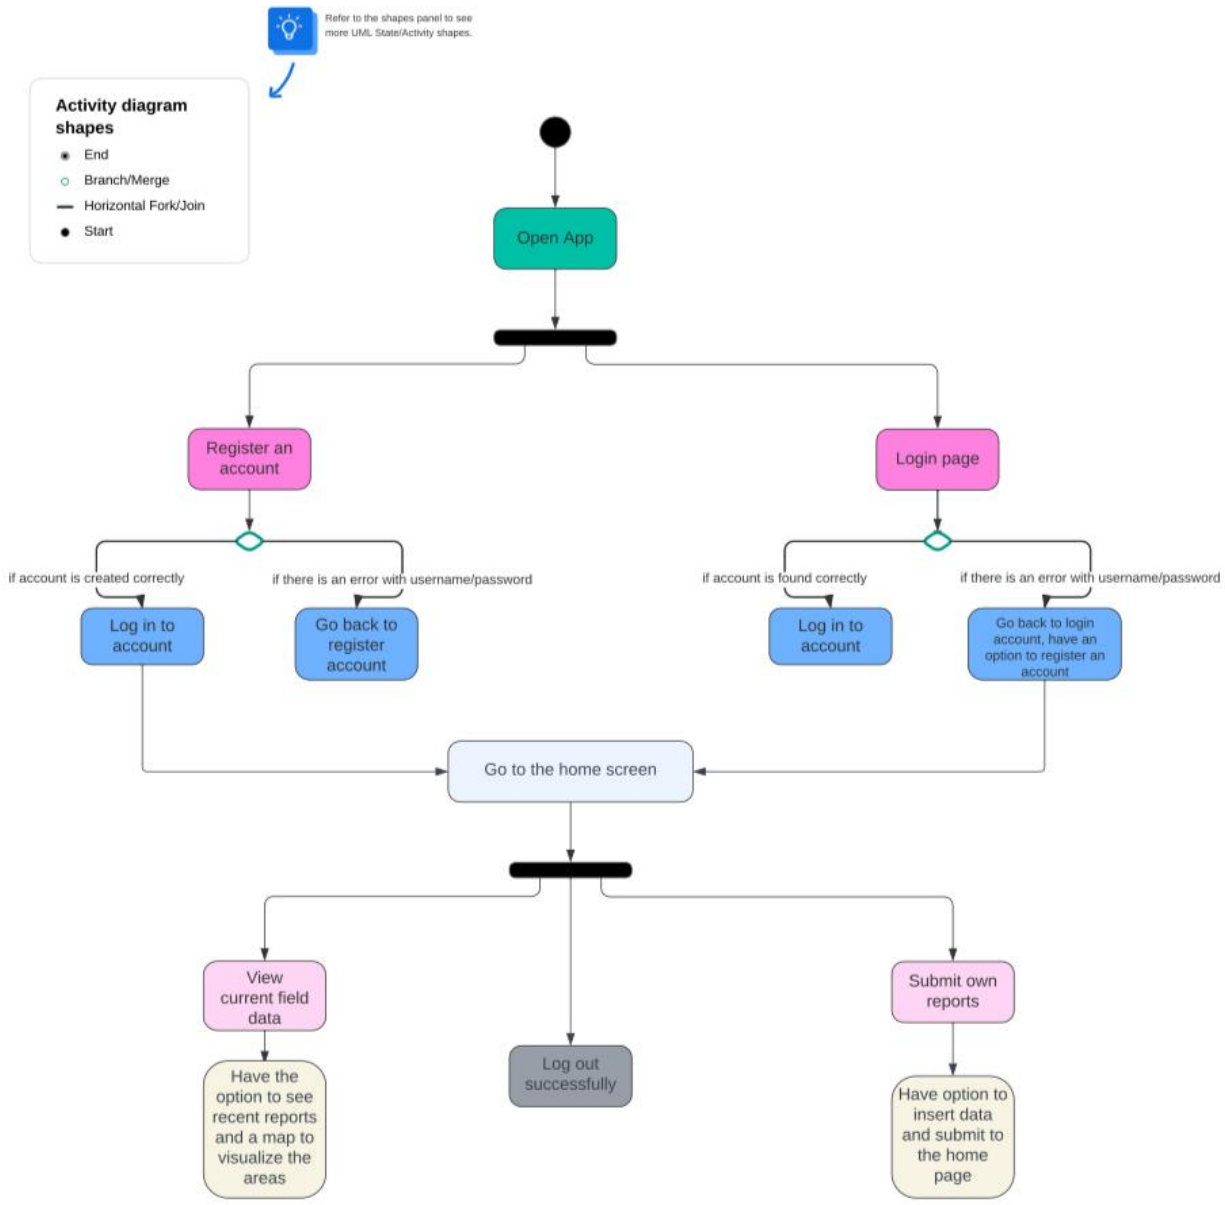 Refer to the shapes panel to see
more UML State/Activity shapes.
Activity diagram
shapes
End
Branch/Merge
Horizontal Fork/Join
Start
Open App
Register an
account
Login page
if account is created correctly
if there is an error with username/password
if account is found correctly
if there is an error with username/password
Log in to
account
Go back to
register
account
Log in to
account
Go back to login
account, have an
option to register an
account
Go to the home screen
View
current field
data
Submit own
reports
Log out
successfully
Have the
option to see
recent reports
and a map to
visualize the
areas
Have option to
insert data
and submit to
the home
page